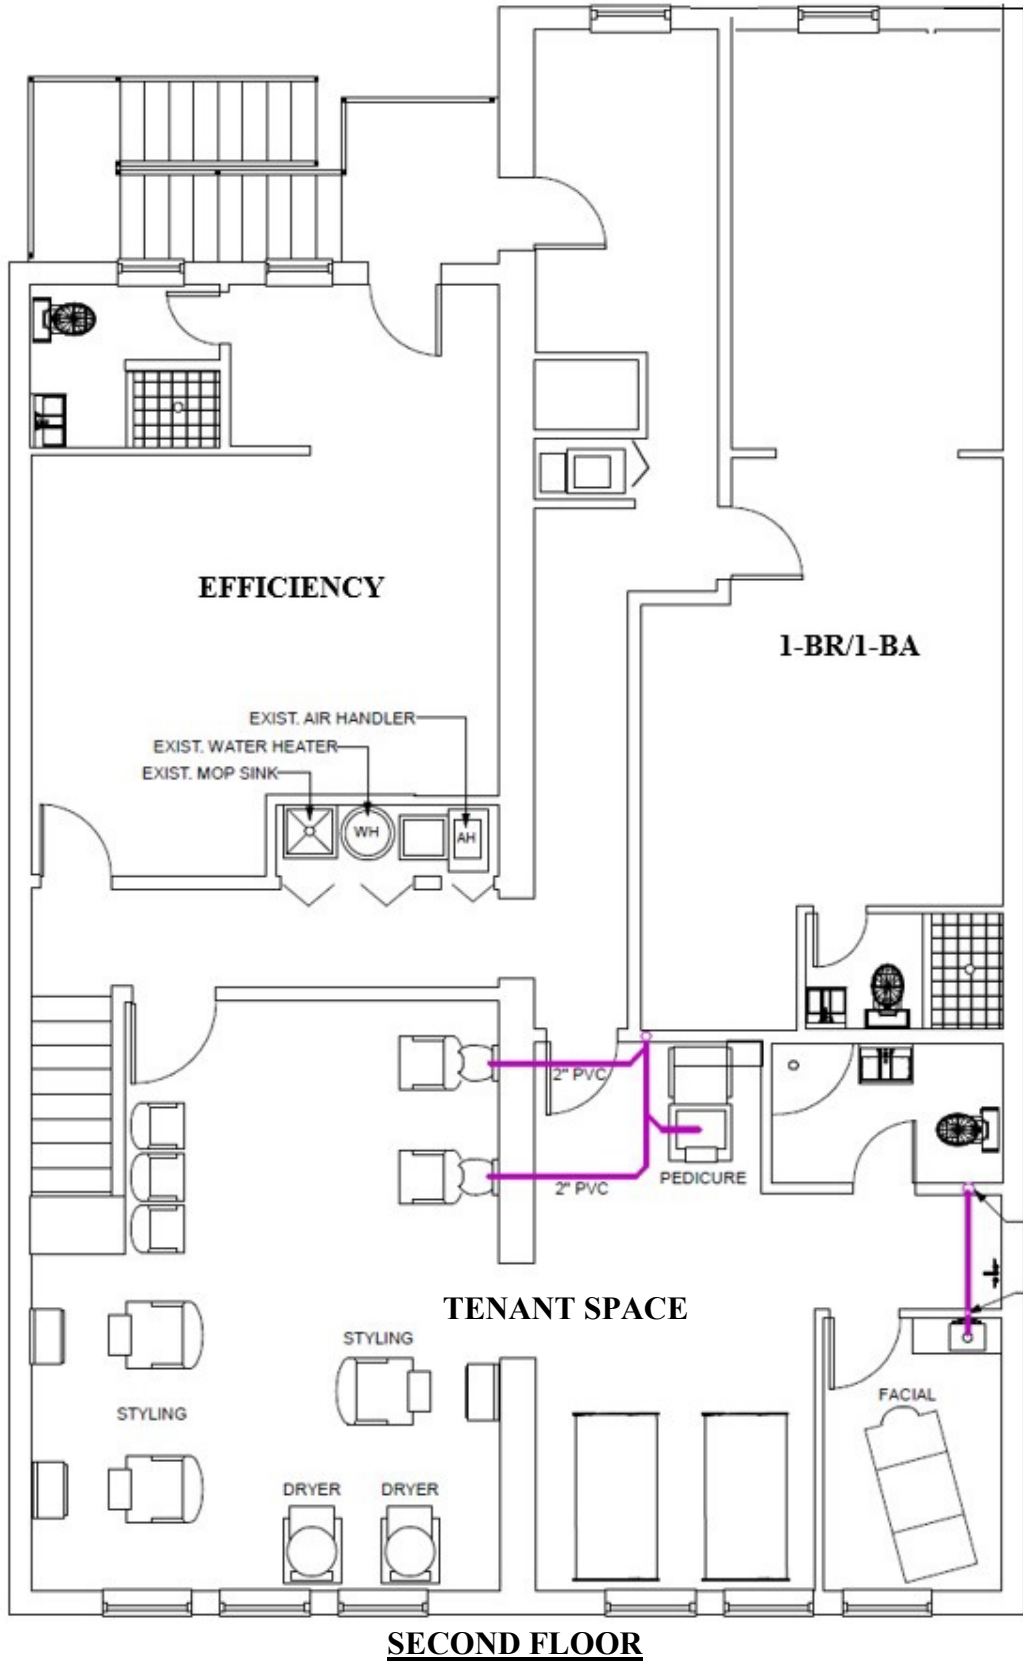 EFFICIENCY
1-BR/1-BA
EXIST. AIR HANDLER
EXIST. WATER HEATER
EXIST. MOP SINK
WH
AH
2" PVC
2" PVC
PEDICURE
TENANT SPACE
STYLING
STYLING
FACIAL
DRYER
DRYER
SECOND FLOOR